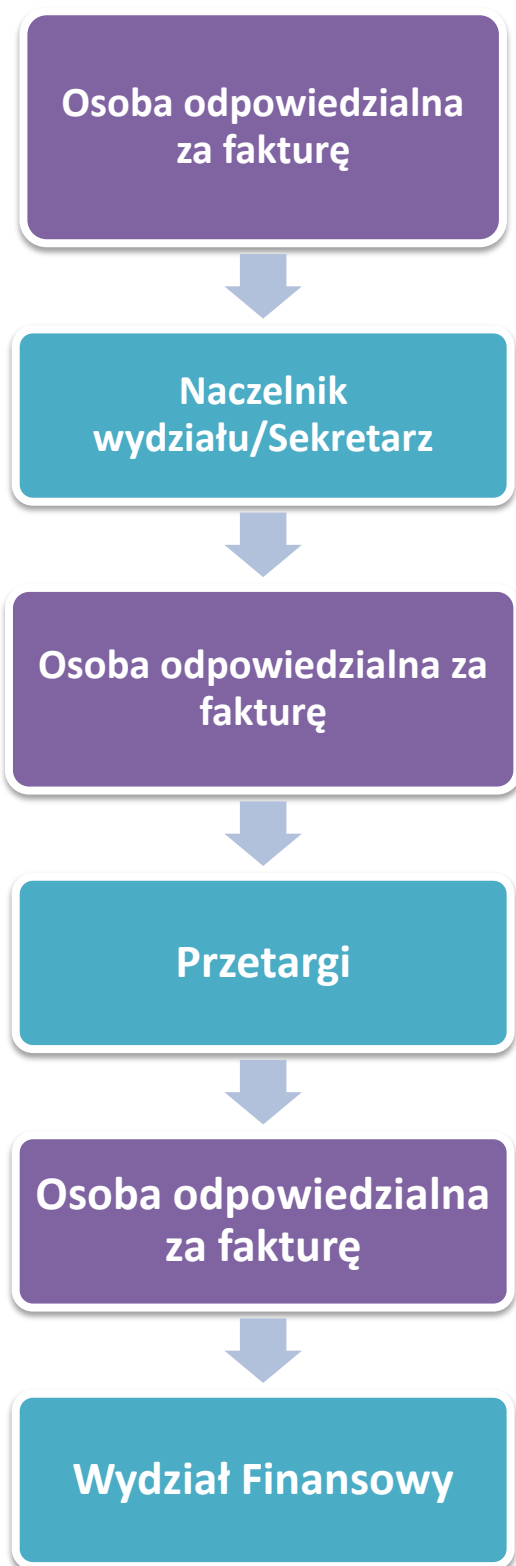 Osoba odpowiedzialna
za fakturę
Naczelnik
wydziału/Sekretarz
Osoba odpowiedzialna za
fakturę
Przetargi
Osoba odpowiedzialna
za fakturę
Wydział Finansowy